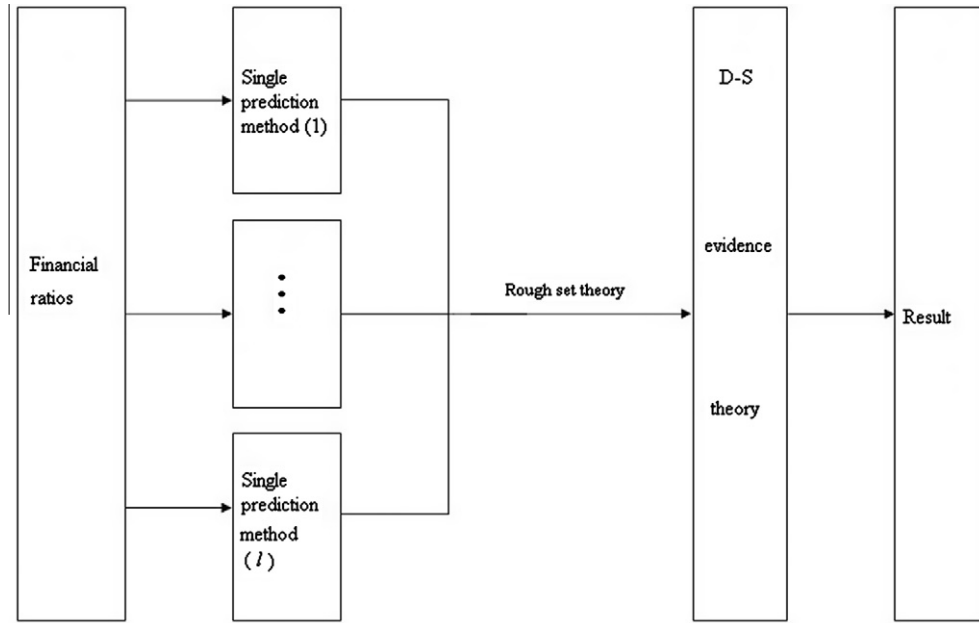 Financial
ratios
Single
prediction
method (1)
Single
prediction
method
(l)
Rough set theory
D-S
evidence
theory
Result